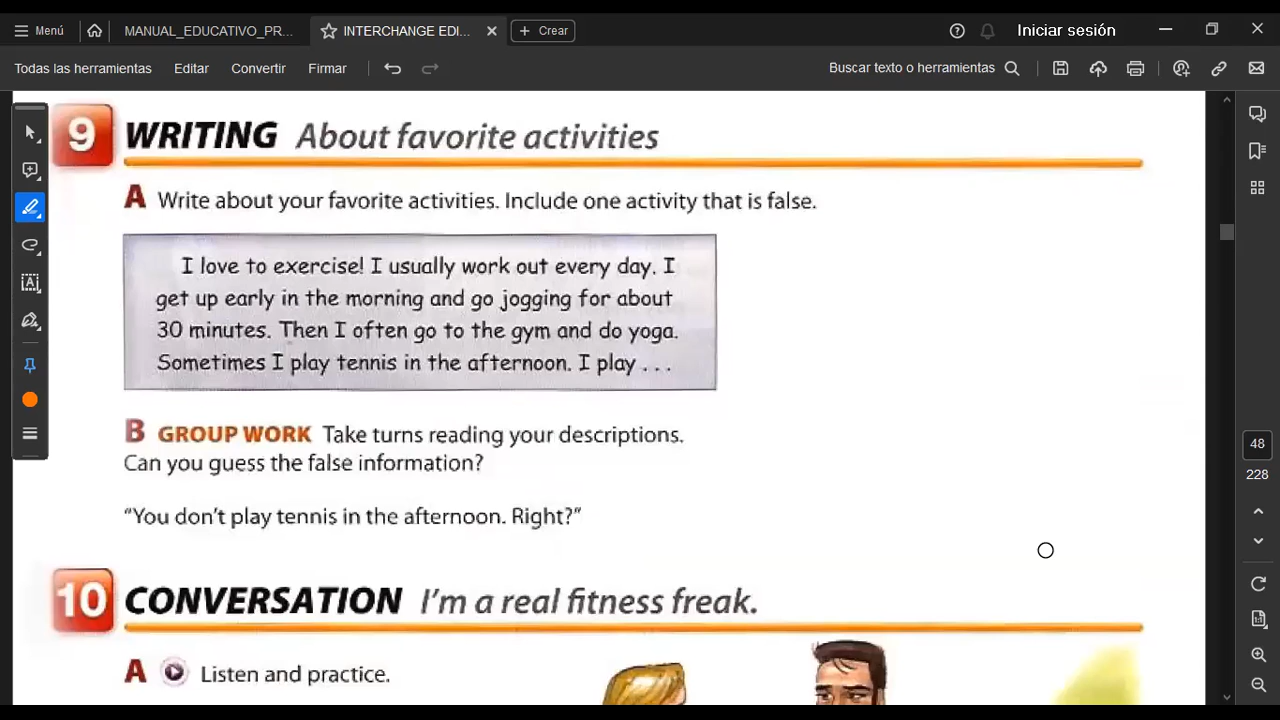 Menú
MANUAL_EDUCATIVO_PR...
INTERCHANGE EDI...
Crear
Iniciar sesión
Todas las herramientas
Editar
Convertir
Firmar
Buscar texto o herramientas
9 WRITING About favorite activities
A Write about your favorite activities. Include one activity that is false.
I love to exercise! I usually work out every day. I
get up early in the morning and go jogging for about
30 minutes. Then I often go to the gym and do yoga.
Sometimes I play tennis in the afternoon. I play . . .
B GROUP WORK Take turns reading your descriptions.
Can you guess the false information?
"You don't play tennis in the afternoon. Right?"
10 CONVERSATION I'm a real fitness freak.
A Listen and practice.
48
228